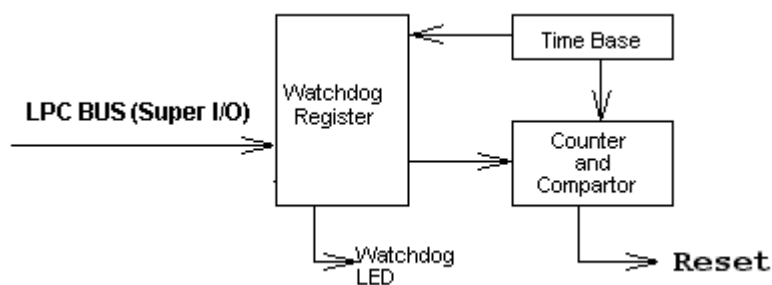 Time Base
LPC BUS (Super I/O)
Watchdog
Register
Counter
and
Compartor
Watchdog
LED
Reset